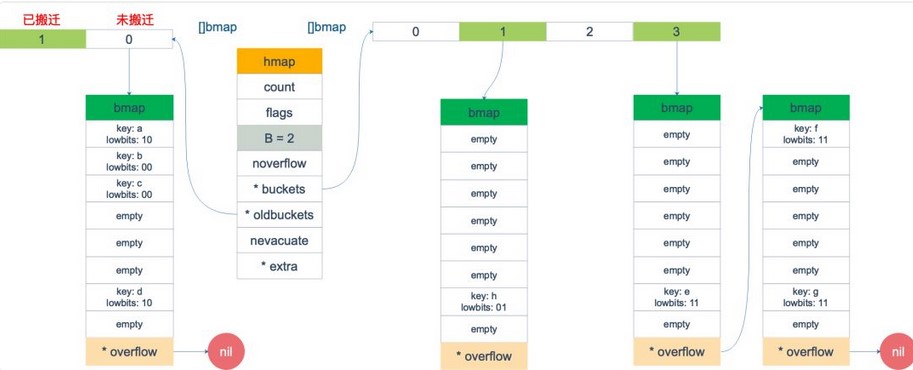 已搬迁 未搬迁
1 0
[]bmap
[]bmap
0 1 2 3
hmap
count
flags
B = 2
noverflow
* buckets
* oldbuckets
nevacuate
* extra
bmap
key: a
lowbits: 10
key: b
lowbits: 00
key: c
lowbits: 00
empty
empty
empty
key: d
lowbits: 10
empty
* overflow
nil
bmap
empty
empty
empty
empty
empty
empty
key: h
lowbits: 01
empty
* overflow
bmap
empty
empty
empty
empty
empty
empty
key: e
lowbits: 11
empty
* overflow
bmap
key: f
lowbits: 11
empty
empty
empty
empty
empty
key: g
lowbits: 11
empty
* overflow
nil